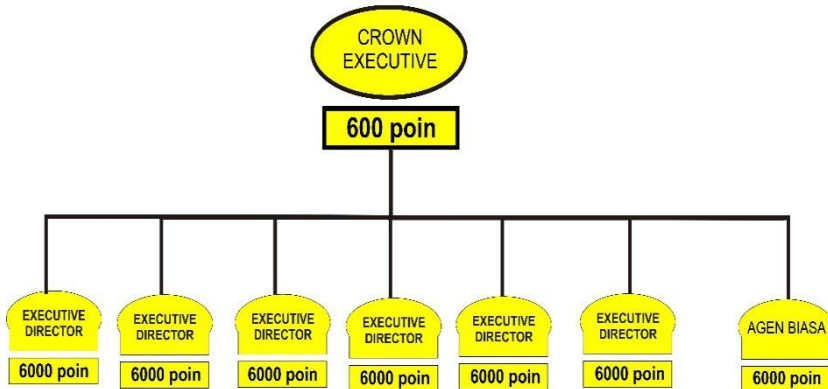 CROWN
EXECUTIVE
600 poin
EXECUTIVE
DIRECTOR
6000 poin
EXECUTIVE
DIRECTOR
6000 poin
EXECUTIVE
DIRECTOR
6000 poin
EXECUTIVE
DIRECTOR
6000 poin
EXECUTIVE
DIRECTOR
6000 poin
EXECUTIVE
DIRECTOR
6000 poin
AGEN BIASA
6000 poin